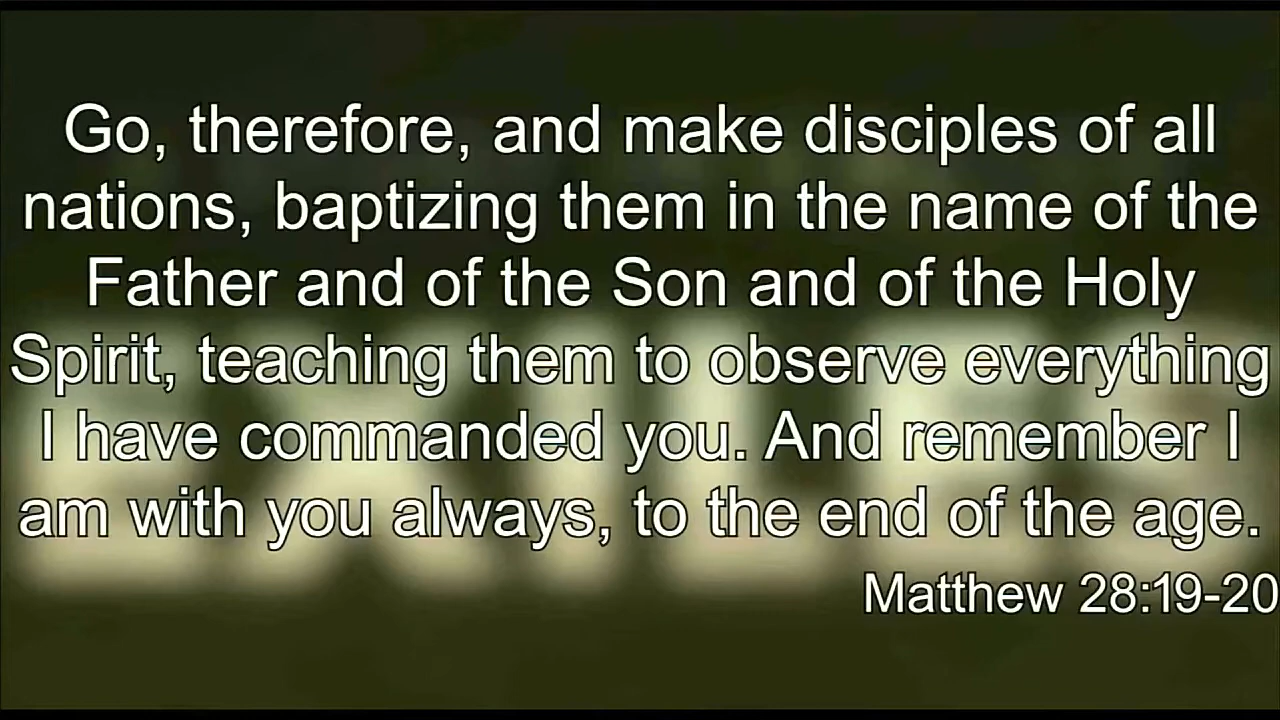 Go, therefore, and make disciples of all
nations, baptizing them in the name of the
Father and of the Son and of the Holy
Spirit, teaching them to observe everything
I have commanded you. And remember I
am with you always, to the end of the age.
Matthew 28:19-20
EXILES